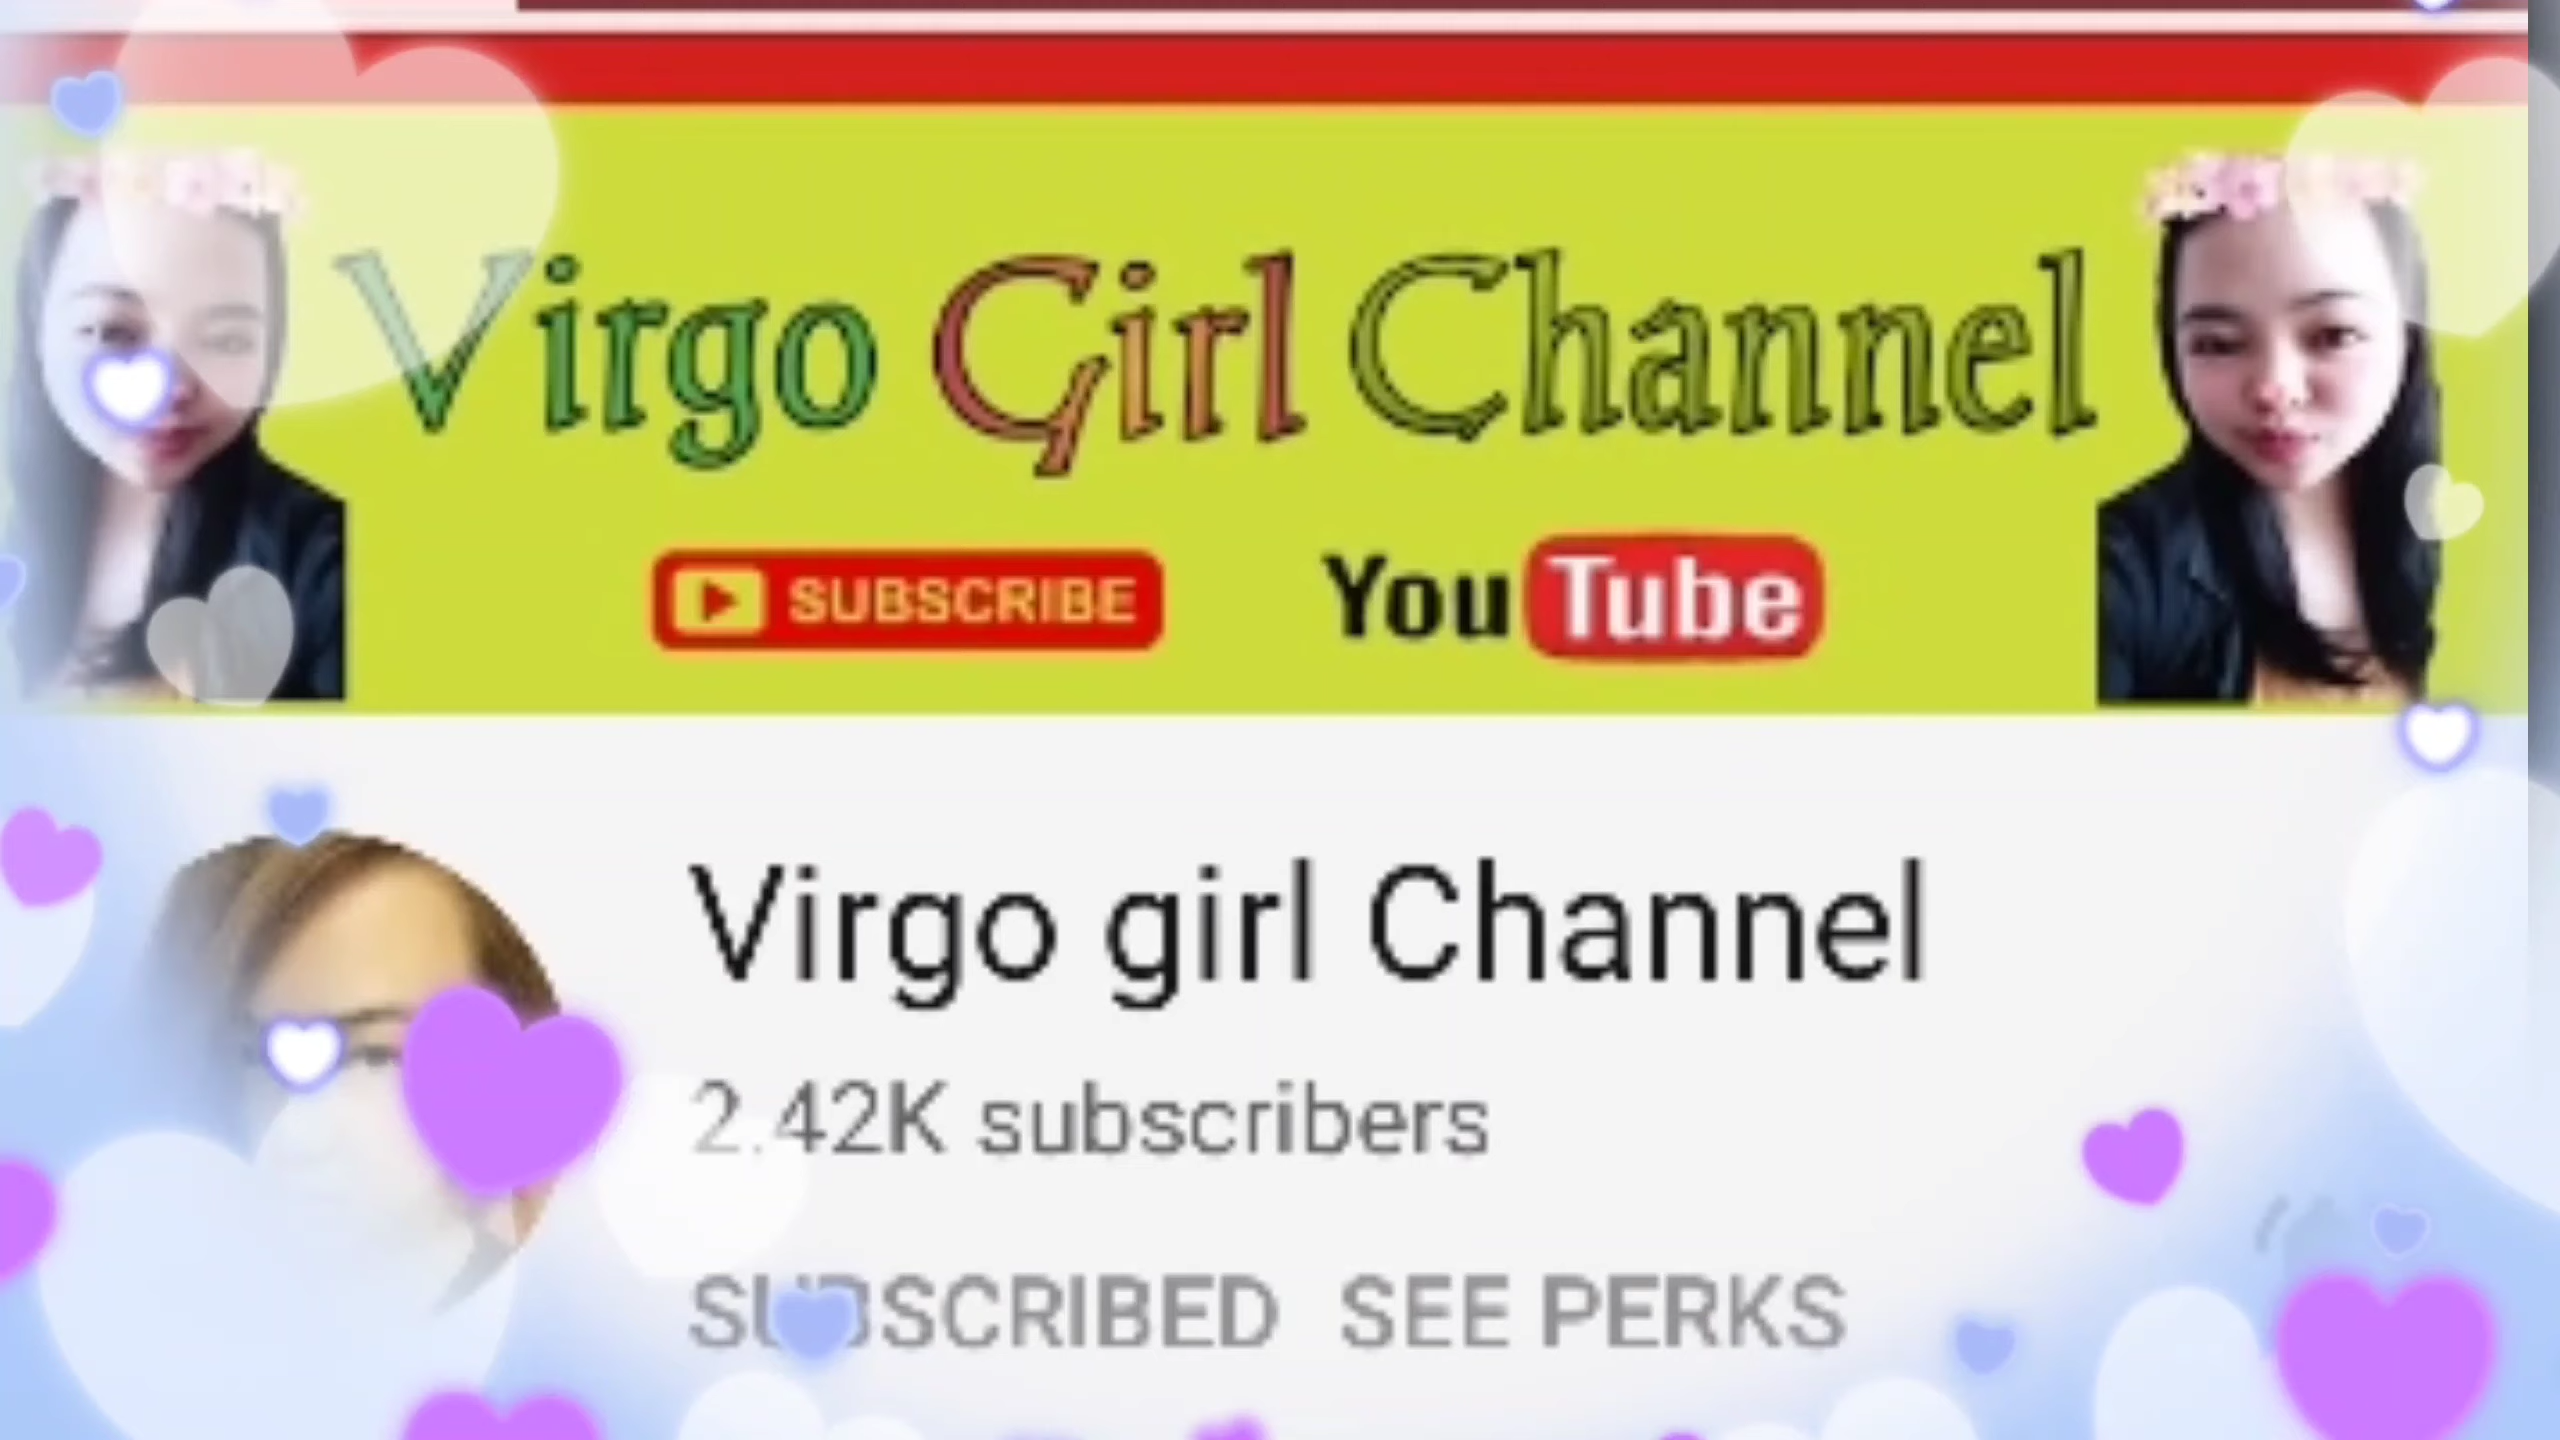 Virgo Girl Channel
SUBSCRIBE YouTube
Virgo girl Channel
2.42K subscribers
SUBSCRIBED SEE PERKS